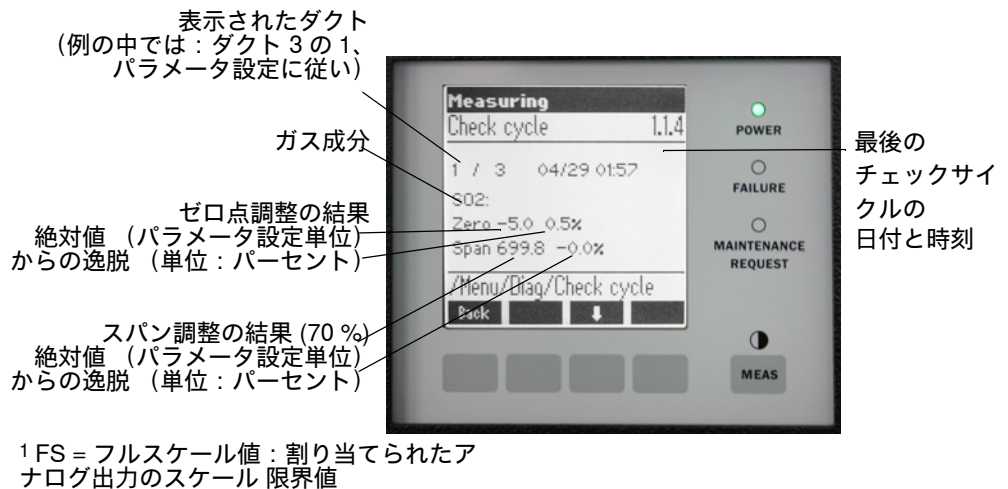 表示されたダクト
(例の中では：ダクト 3 の 1、
パラメータ設定に従い)
ガス成分
ゼロ点調整の結果
絶対値 （パラメータ設定単位）
からの逸脱 （単位：パーセント）
スパン調整の結果 (70 %)
絶対値 （パラメータ設定単位）
からの逸脱 （単位：パーセント）
Measuring
Check cycle 1.1.4
1 / 3 04/29 01:57
SO2:
Zero -5.0 0.5%
Span 699.8 -0.0%
/Menu/Diag/Check cycle
Back
POWER
FAILURE
MAINTENANCE
REQUEST
MEAS
最後の
チェックサイ
クルの
日付と時刻
1 FS = フルスケール値：割り当てられたア
ナログ出力のスケール 限界値